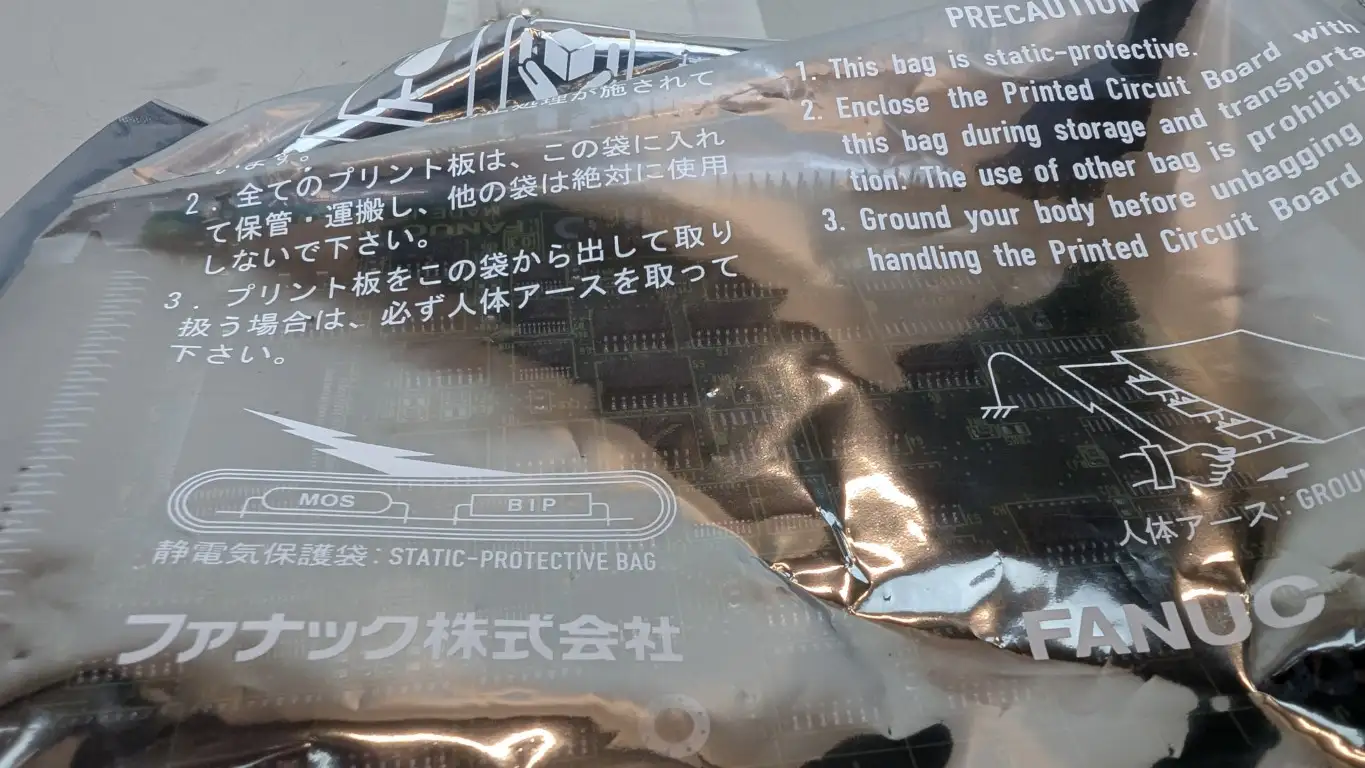 処理が施されて
ます。
2．全てのプリント板は、この袋に入れ
て保管・運搬し、他の袋は絶対に使用
しないで下さい。
3．プリント板をこの袋から出して取り
扱う場合は、必ず人体アースを取って
下さい。
MOS
BIP
静電気保護袋：STATIC-PROTECTIVE BAG
ファナック株式会社
PRECAUTION
1. This bag is static-protective.
2. Enclose the Printed Circuit Board with
this bag during storage and transporta
tion. The use of other bag is prohibit
3. Ground your body before unbagging
handling the Printed Circuit Board
人体アース：GROU
FANUC
FANUC